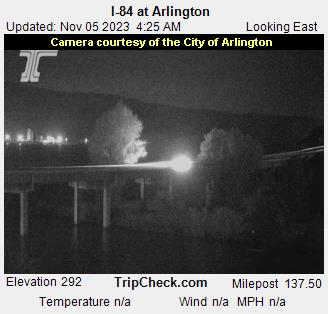 I-84 at Arlington
Updated: Nov 05 2023 4:25 AM Looking East
Camera courtesy of the City of Arlington
Elevation 292 TripCheck.com Milepost 137.50
Temperature n/a Wind n/a MPH n/a